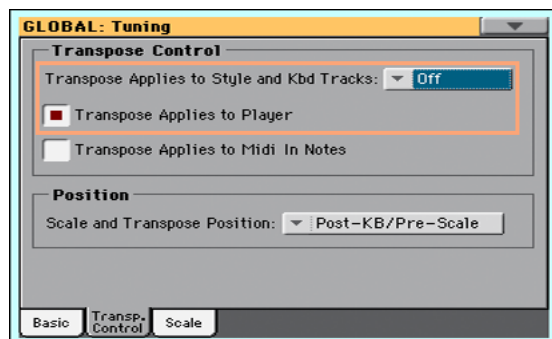 GLOBAL: Tuning
Transpose Control
Transpose Applies to Style and Kbd Tracks: Off
Transpose Applies to Player
Transpose Applies to Midi In Notes
Position
Scale and Transpose Position: Post-KB/Pre-Scale
Basic Transp. Control Scale